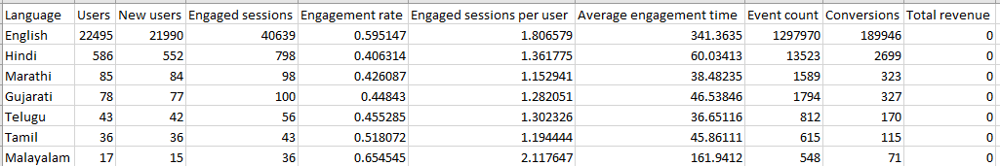 Language Users New users Engaged sessions Engagement rate Engaged sessions per user Average engagement time Event count Conversions Total revenue
English 22495 21990 40639 0.595147 1.806579 341.3635 1297970 189946 0
Hindi 586 552 798 0.406314 1.361775 60.03413 13523 2699 0
Marathi 85 84 98 0.426087 1.152941 38.48235 1589 323 0
Gujarati 78 77 100 0.44843 1.282051 46.53846 1794 327 0
Telugu 43 42 56 0.455285 1.302326 36.65116 812 170 0
Tamil 36 36 43 0.518072 1.194444 45.86111 615 115 0
Malayalam 17 15 36 0.654545 2.117647 161.9412 548 71 0